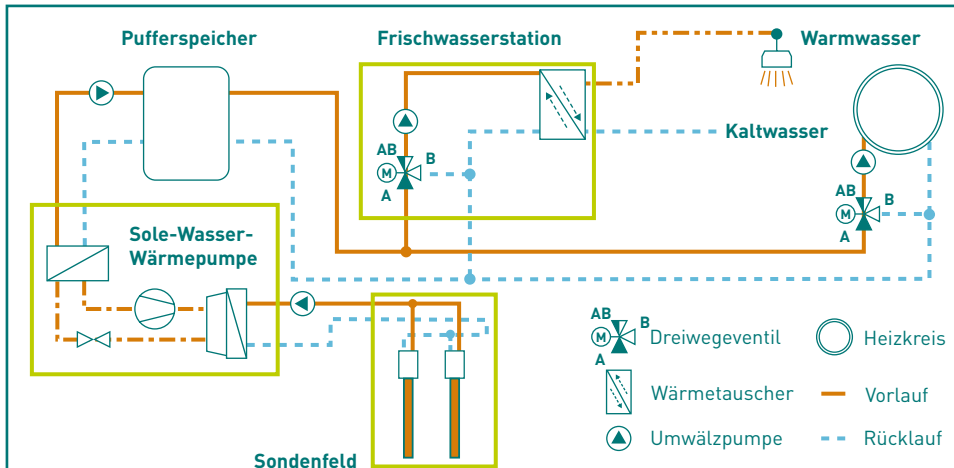 Pufferspeicher
Frischwasserstation
Warmwasser
Kaltwasser
AB
B
M
A
AB
B
M
A
Sole-Wasser-
Wärmepumpe
Sondenfeld
AB
B
M
A
Dreiwegeventil
Heizkreis
Wärmetauscher
Vorlauf
Umwälzpumpe
Rücklauf